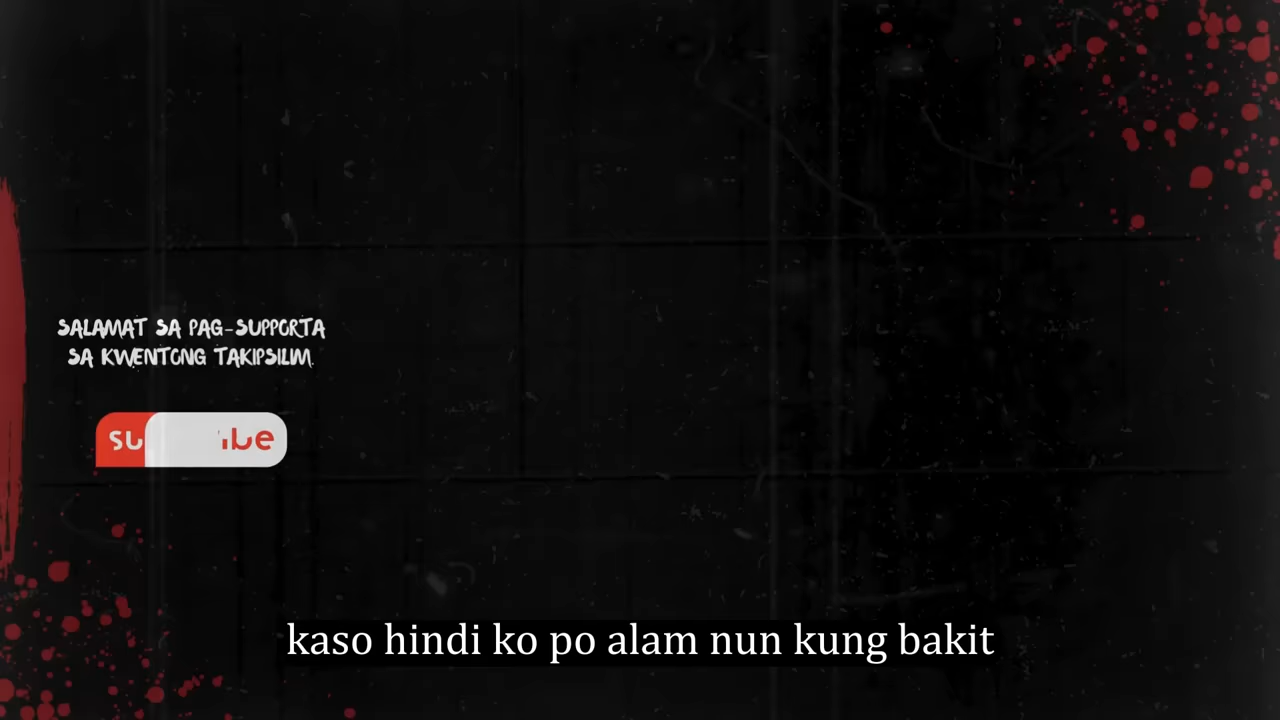 SALAMAT SA PAG-SUPPORTA
SA KWENTONG TAKIPSILIM
kaso hindi ko po alam nun kung bakit